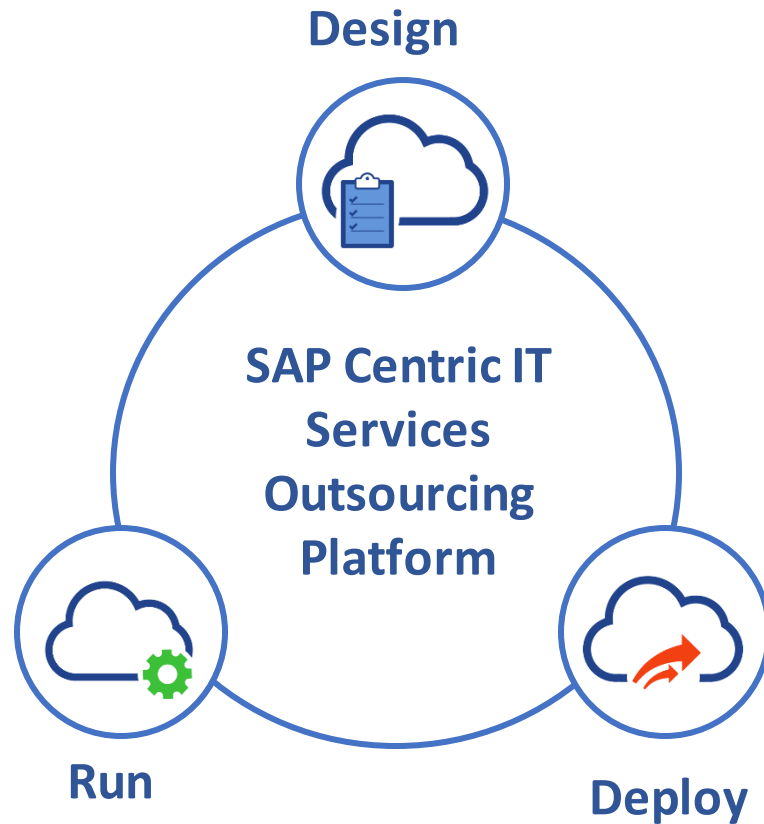 Design
SAP Centric IT
Services
Outsourcing
Platform
Run
Deploy